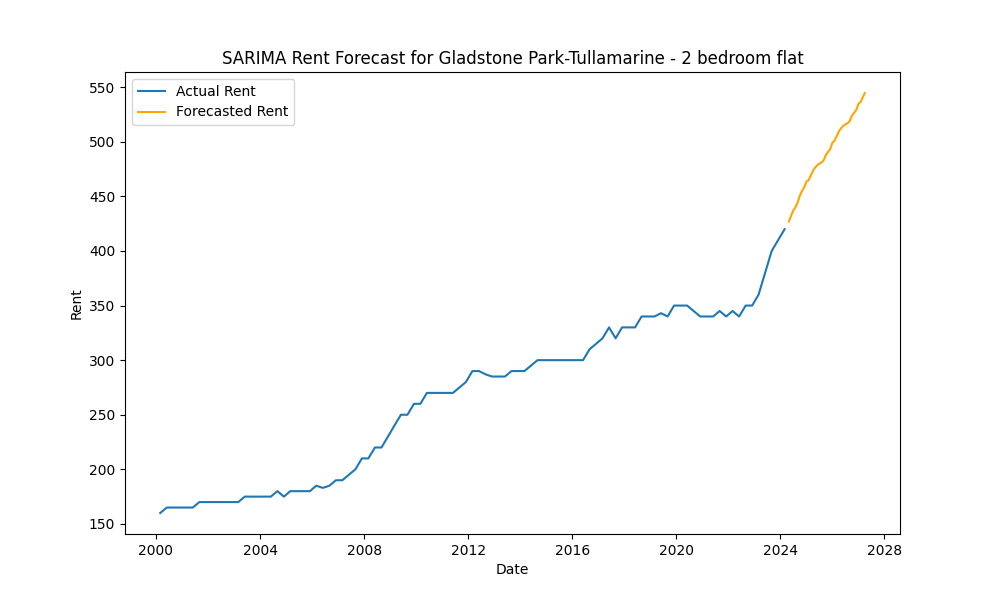 SARIMA Rent Forecast for Gladstone Park-Tullamarine - 2 bedroom flat
Actual Rent
Forecasted Rent
550
500
450
400
350
300
250
200
150
Rent
2000 2004 2008 2012 2016 2020 2024 2028
Date